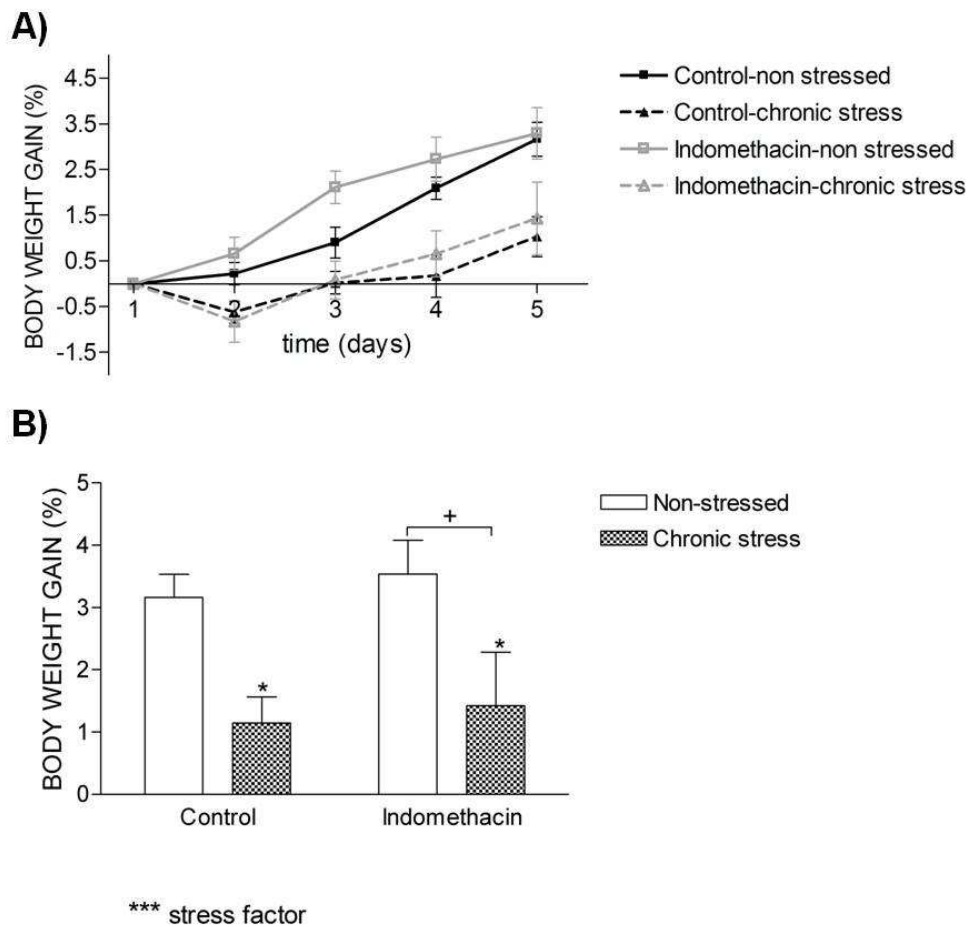 A)
BODY WEIGHT GAIN (%)
4.5
3.5
2.5
1.5
0.5
-0.5
-1.5
1 2 3 4 5
time (days)
Control-non stressed
Control-chronic stress
Indomethacin-non stressed
Indomethacin-chronic stress
B)
BODY WEIGHT GAIN (%)
5
4
3
2
1
0
*
+
*
Control Indomethacin
Non-stressed
Chronic stress
*** stress factor